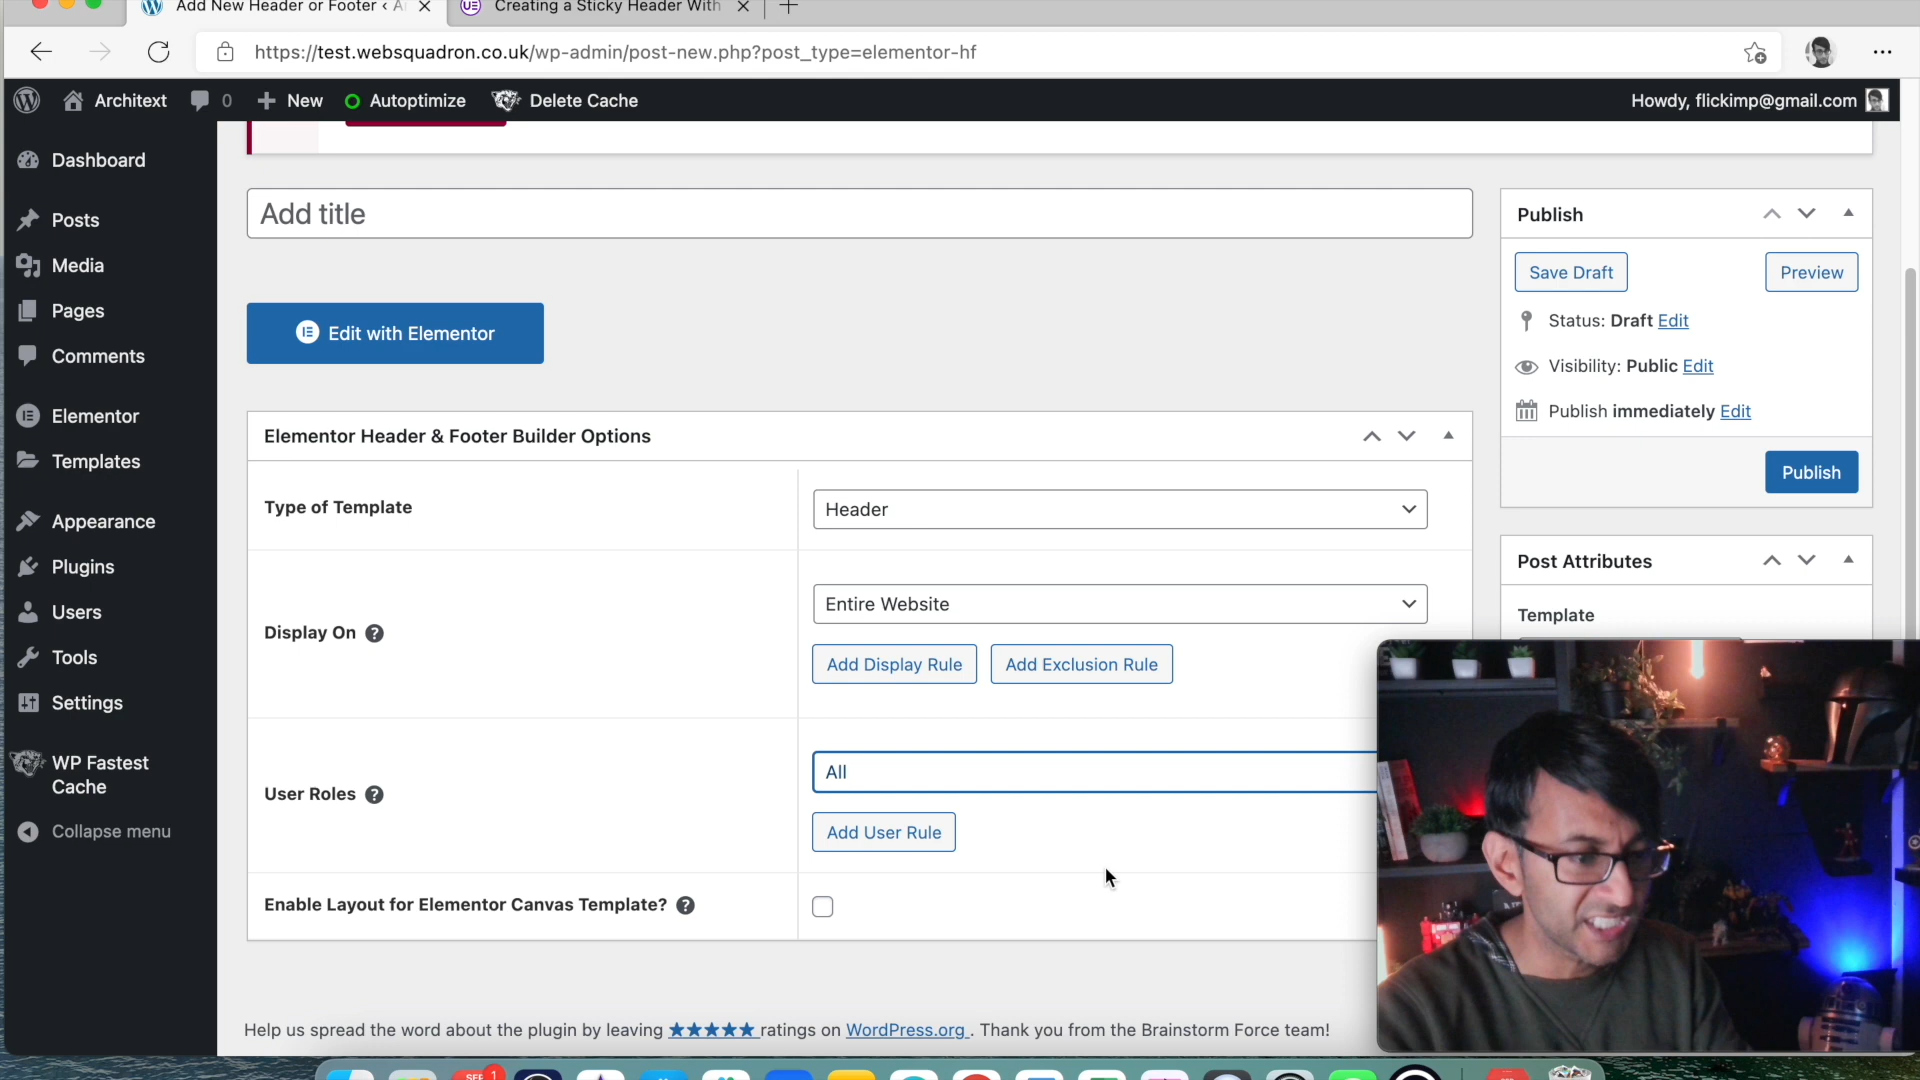 Add New Header or Footer ‹ A
Creating a Sticky Header With
https://test.websquadron.co.uk/wp-admin/post-new.php?post_type=elementor-hf
Architext
0
New
Autoptimize
Delete Cache
Howdy, flickimp@gmail.com
Dashboard
Posts
Media
Pages
Comments
Elementor
Templates
Appearance
Plugins
Users
Tools
Settings
WP Fastest
Cache
Collapse menu
Add title
Edit with Elementor
Elementor Header & Footer Builder Options
Type of Template
Header
Display On
Entire Website
Add Display Rule
Add Exclusion Rule
User Roles
All
Add User Rule
Enable Layout for Elementor Canvas Template?
Help us spread the word about the plugin by leaving ★★★★★ ratings on WordPress.org . Thank you from the Brainstorm Force team!
Publish
Save Draft
Preview
Status: Draft Edit
Visibility: Public Edit
Publish immediately Edit
Publish
Post Attributes
Template
SEP
1